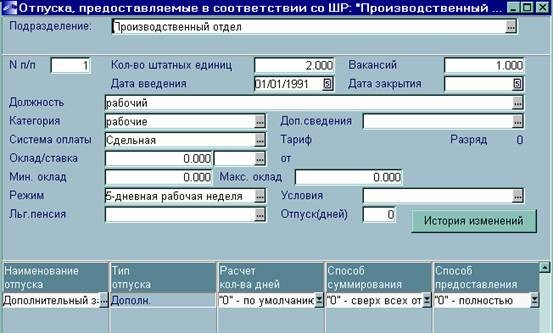 Отпуска, предоставляемые в соответствии со ШР: "Производственный ...
Подразделение: Производственный отдел ...
N п/п 1 Кол-во штатных единиц 2.000 Вакансий 1.000
Дата введения 01/01/1991 Дата закрытия
Должность рабочий ...
Категория рабочие ... Доп.сведения ...
Система оплаты Сдельная ... Тариф Разряд 0
Оклад/ставка 0.000 ... от
Мин. оклад 0.000 Макс. оклад 0.000
Режим 5-дневная рабочая неделя ... Условия ...
Льг.пенсия ... Отпуск(дней) 0 История изменений
Наименование отпуска Тип отпуска Расчет кол-ва дней Способ суммирования Способ предоставления
Дополнительный з ... Дополн. "0" - по умолчанию "0" - сверх всех от "0" - полностью